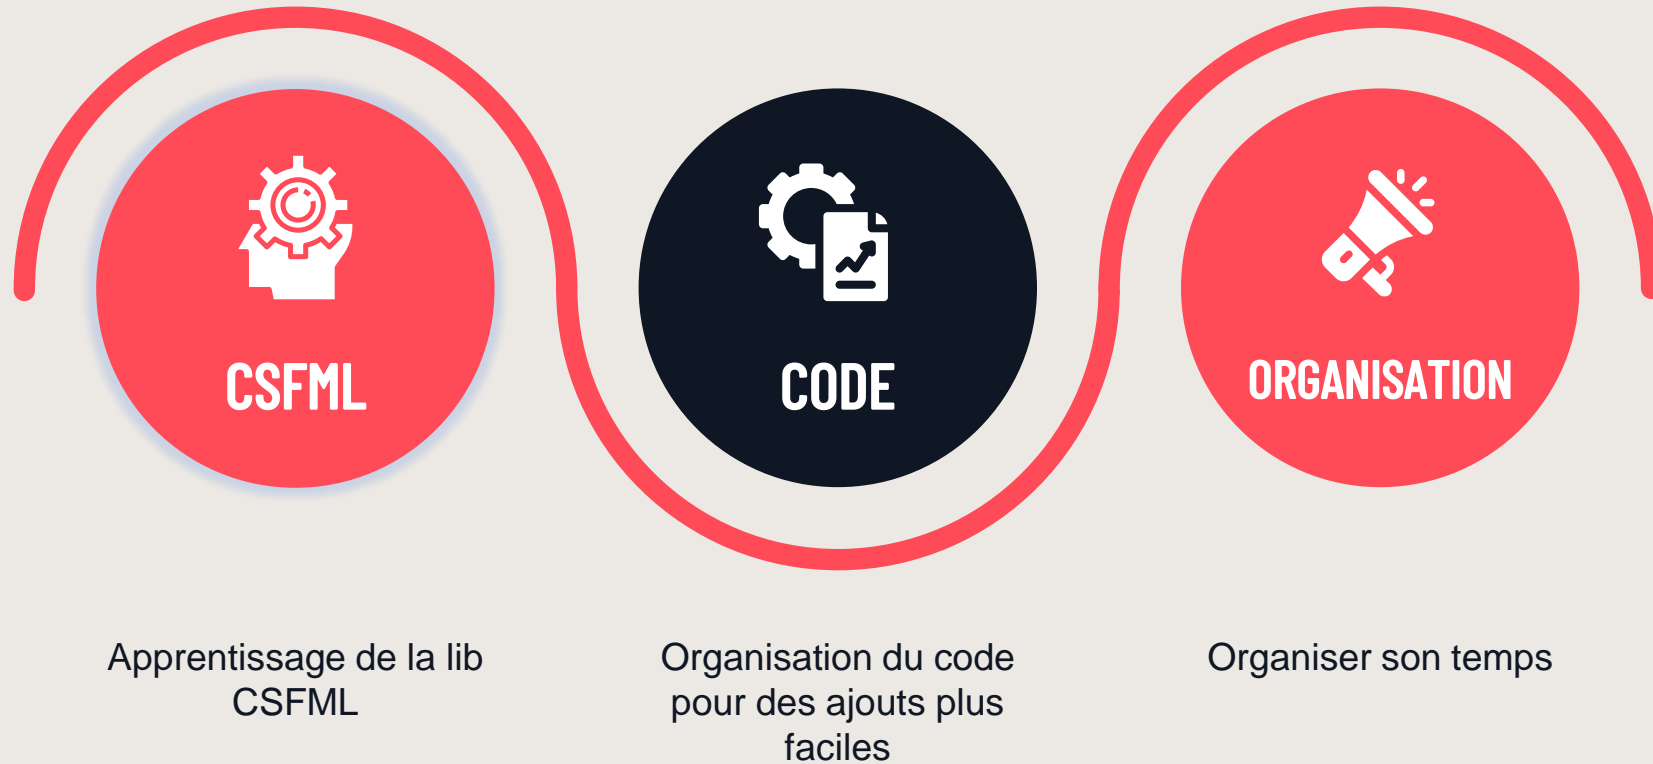 CSFML
CODE
ORGANISATION
Apprentissage de la lib
CSFML
Organisation du code
pour des ajouts plus
faciles
Organiser son temps